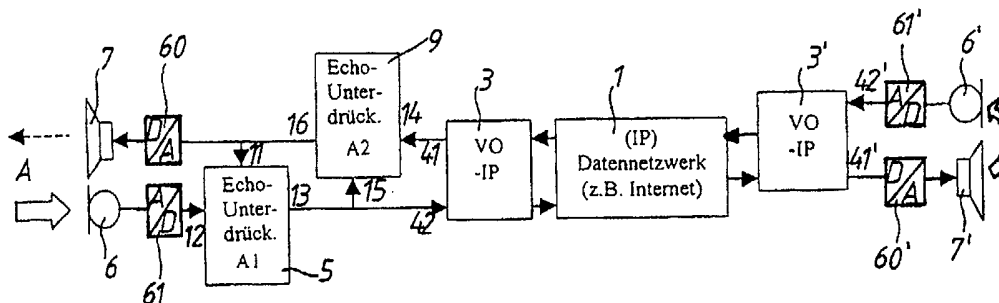 7
60
9
Echo-
Unter-
drück.
A2
3
1
3'
61'
6'
42'
D/A
16
14
41
VO
-IP
(IP)
Datennetzwerk
(z.B. Internet)
VO
-IP
A/D
A
11
41'
A/D
12
Echo-
Unter-
drück.
A1
13
15
42
D/A
6
61
5
60'
7'